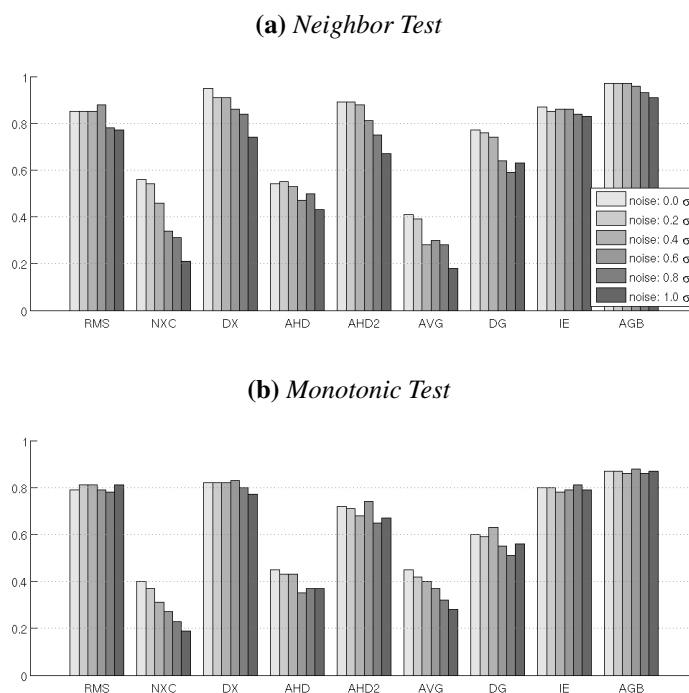 (a) Neighbor Test
1
0.8
0.6
0.4
0.2
0
RMS NXC DX AHD AHD2 AVG DG IE AGB
noise: 0.0 σ
noise: 0.2 σ
noise: 0.4 σ
noise: 0.6 σ
noise: 0.8 σ
noise: 1.0 σ
(b) Monotonic Test
1
0.8
0.6
0.4
0.2
0
RMS NXC DX AHD AHD2 AVG DG IE AGB